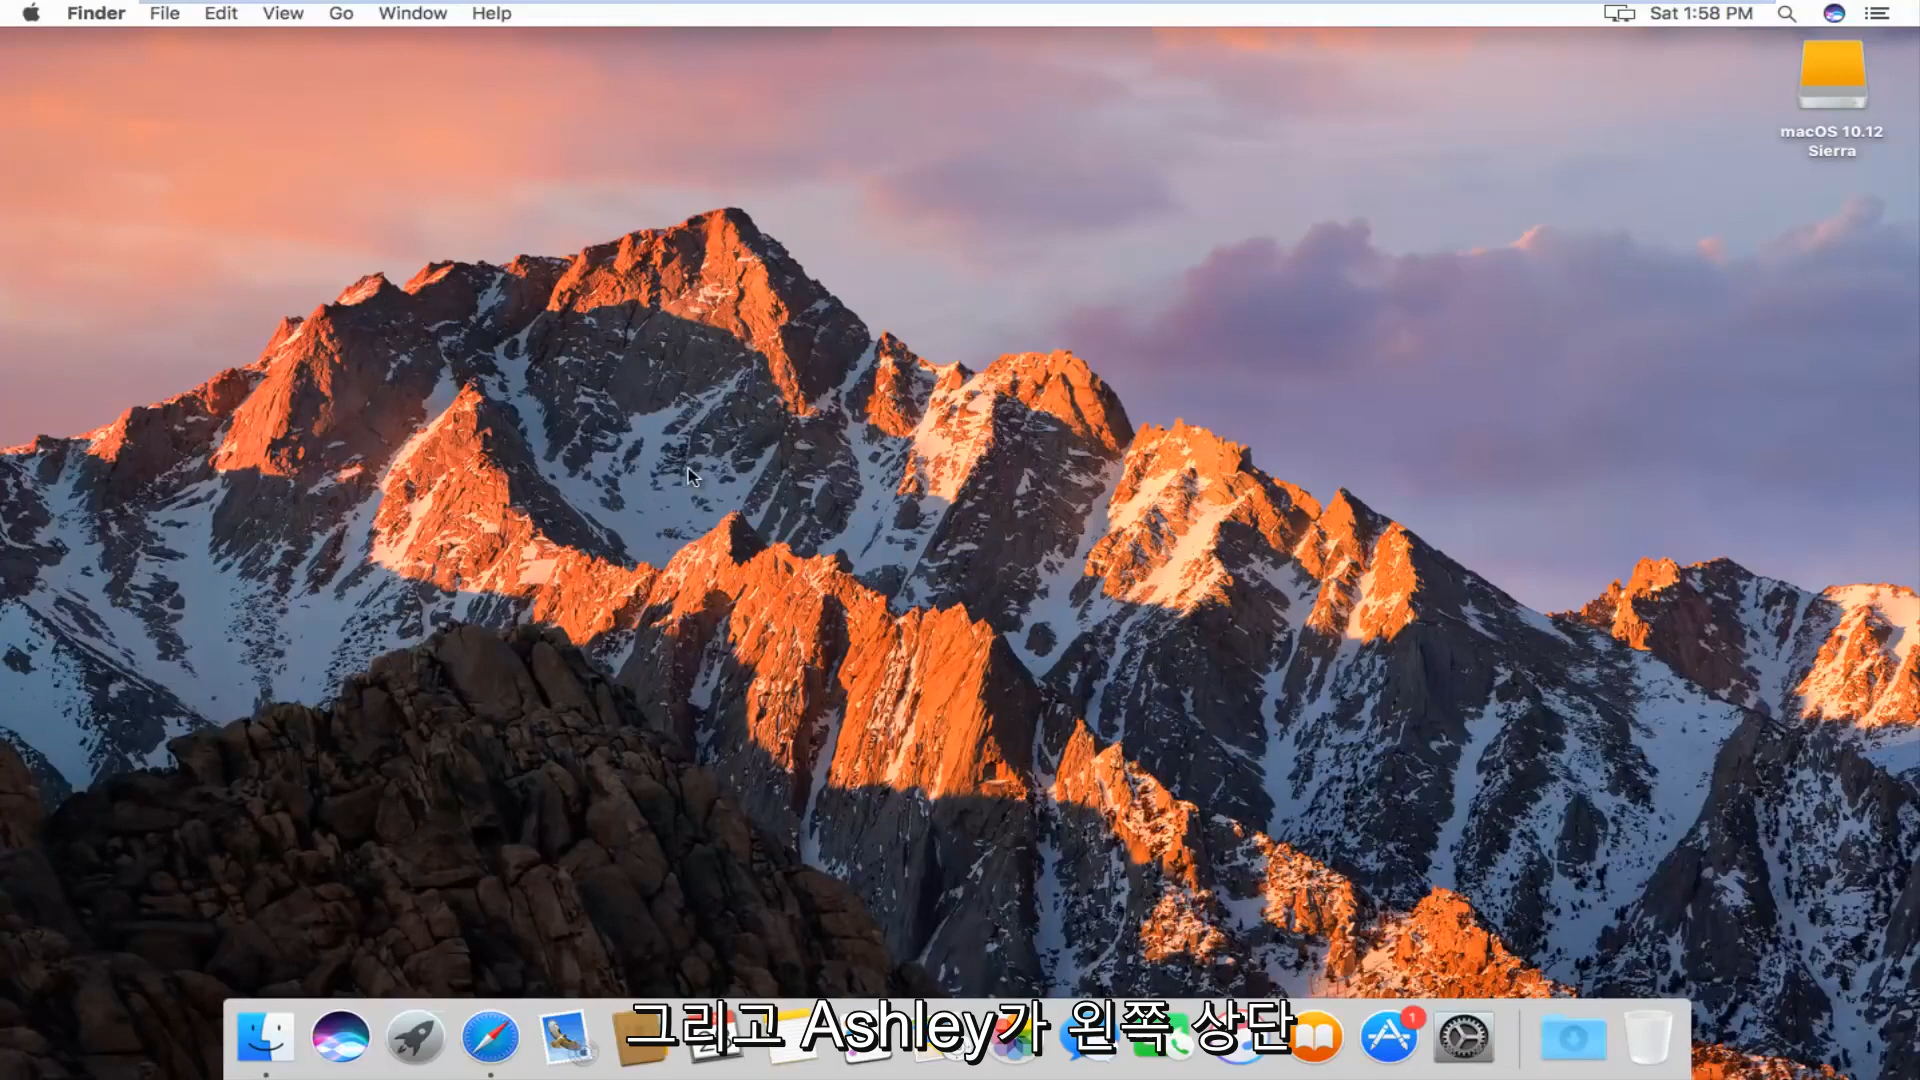 Finder File Edit View Go Window Help Sat 1:58 PM
macOS 10.12
Sierra
1
그리고 Ashley가 왼쪽 상단